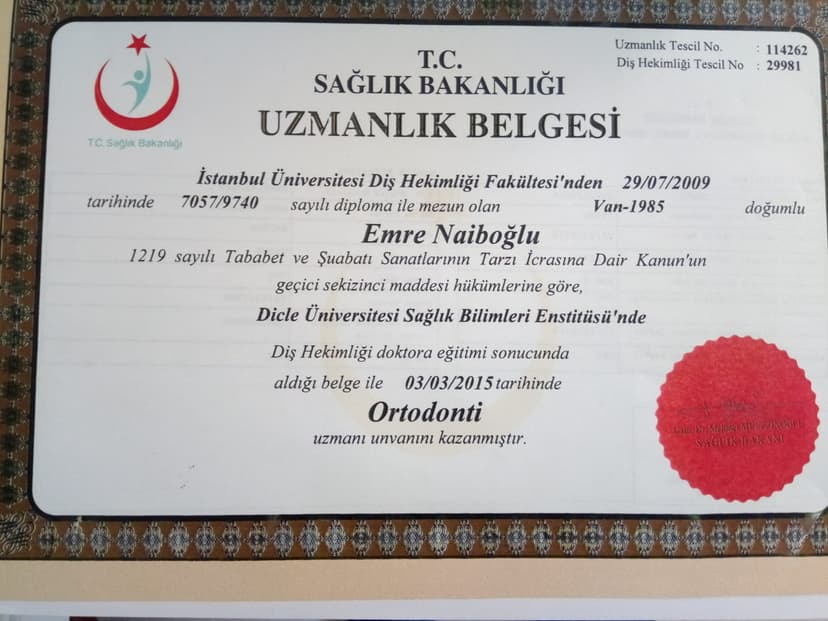 T.C. Sağlık Bakanlığı
Uzmanlık Tescil No. : 114262
Diş Hekimliği Tescil No : 29981
T.C.
SAĞLIK BAKANLIĞI
UZMANLIK BELGESİ
İstanbul Üniversitesi Diş Hekimliği Fakültesi'nden 29/07/2009
tarihinde 7057/9740 sayılı diploma ile mezun olan Van-1985 doğumlu
Emre Naiboğlu
1219 sayılı Tababet ve Şuabatı Sanatlarının Tarzı İcrasına Dair Kanun'un
geçici sekizinci maddesi hükümlerine göre,
Dicle Üniversitesi Sağlık Bilimleri Enstitüsü'nde
Diş Hekimliği doktora eğitimi sonucunda
aldığı belge ile 03/03/2015 tarihinde
Ortodonti
uzmanı unvanını kazanmıştır.
SAĞLIK BAKANI